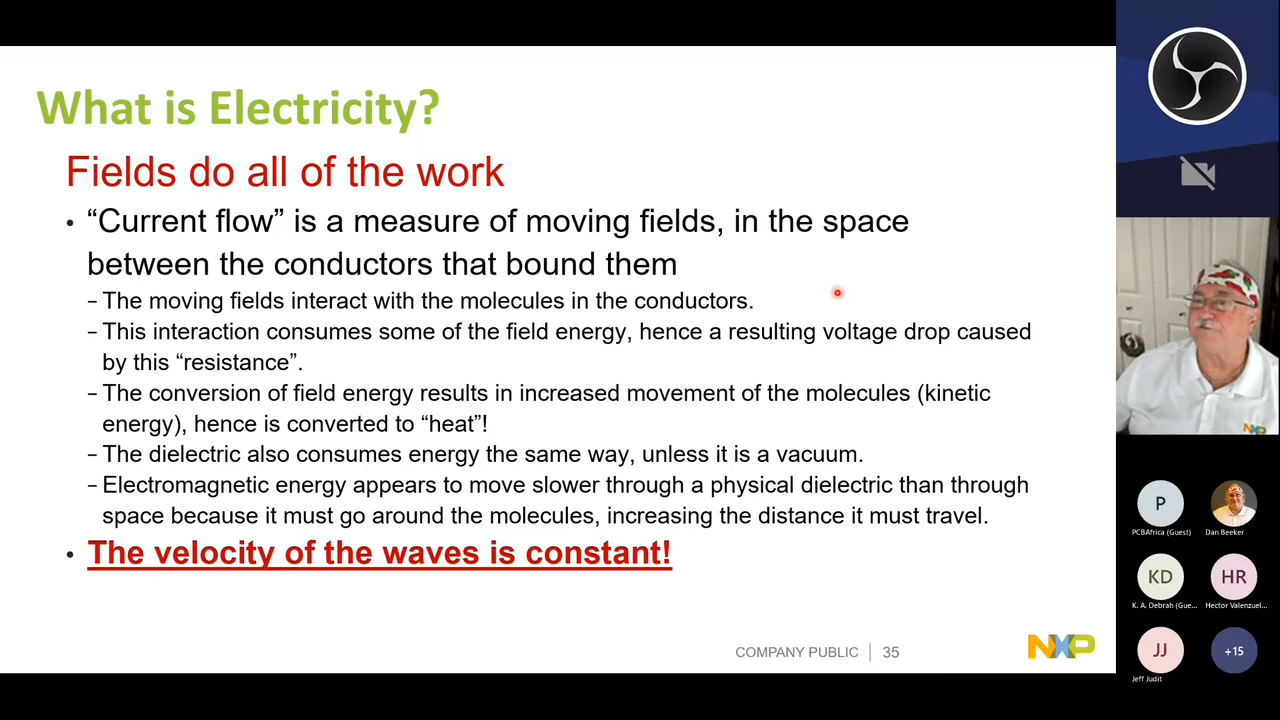 What is Electricity?
Fields do all of the work
• “Current flow” is a measure of moving fields, in the space
between the conductors that bound them
– The moving fields interact with the molecules in the conductors.
– This interaction consumes some of the field energy, hence a resulting voltage drop caused
by this “resistance”.
– The conversion of field energy results in increased movement of the molecules (kinetic
energy), hence is converted to “heat”!
– The dielectric also consumes energy the same way, unless it is a vacuum.
– Electromagnetic energy appears to move slower through a physical dielectric than through
space because it must go around the molecules, increasing the distance it must travel.
• The velocity of the waves is constant!
COMPANY PUBLIC | 35
NXP
NXP
P
PCBAfrica (Guest)
Dan Beeker
KD
K. A. Debrah (Gue...
HR
Hector Valenzuel...
JJ
Jeff Judit
+15